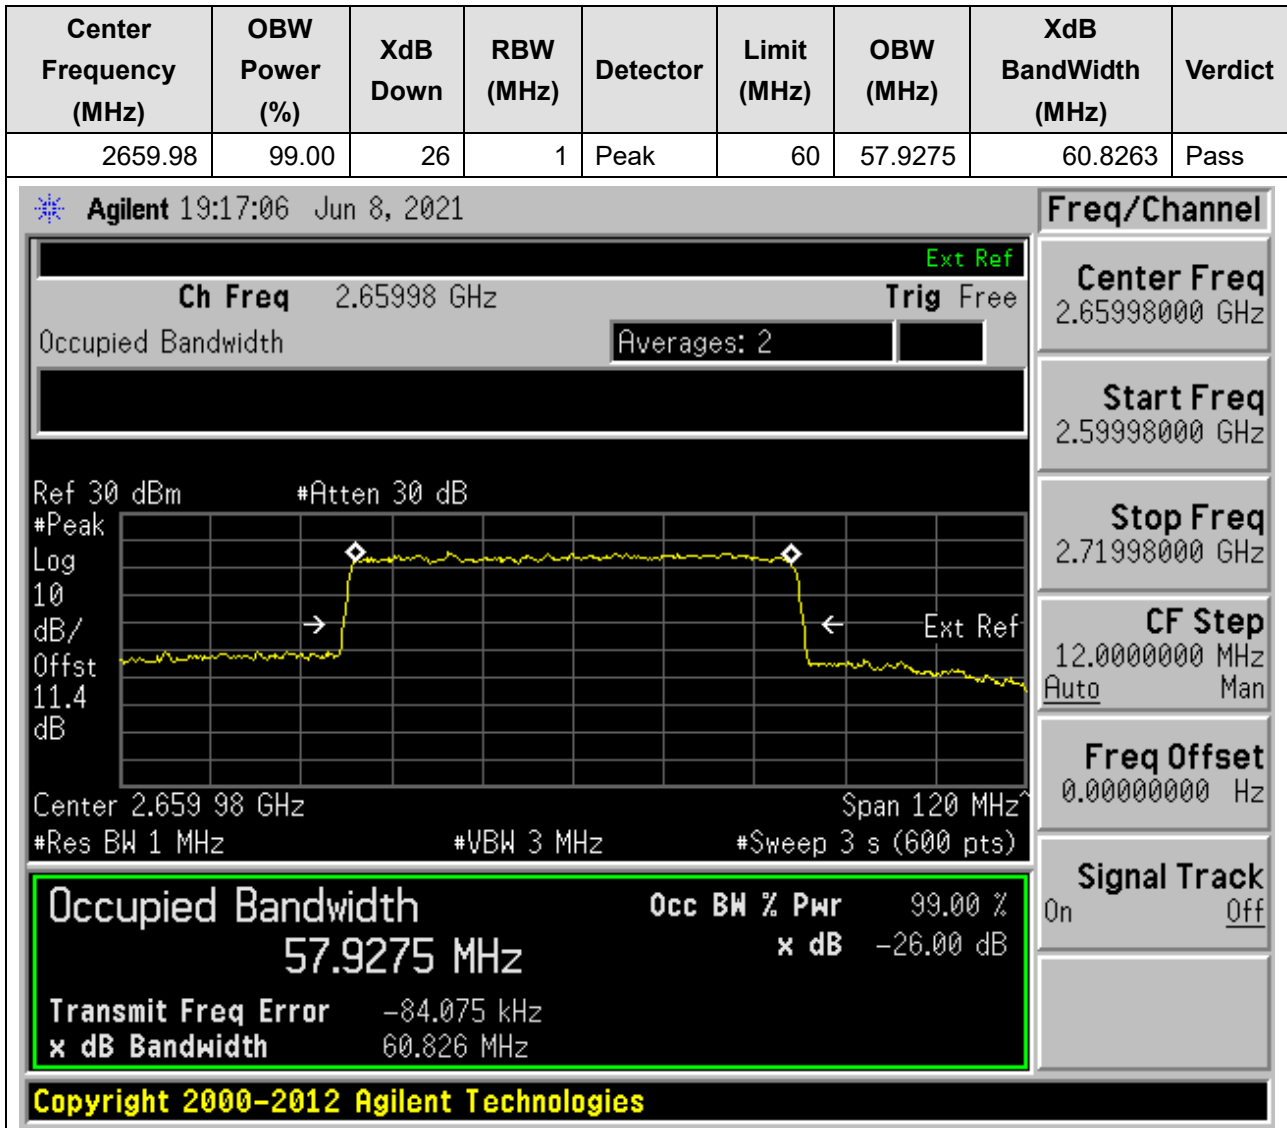 Center Frequency (MHz) OBW Power (%) XdB Down RBW (MHz) Detector Limit (MHz) OBW (MHz) XdB BandWidth (MHz) Verdict
2659.98 99.00 26 1 Peak 60 57.9275 60.8263 Pass
Agilent 19:17:06 Jun 8, 2021
Freq/Channel
Ext Ref
Ch Freq 2.65998 GHz Trig Free
Occupied Bandwidth Averages: 2
Ref 30 dBm #Atten 30 dB
#Peak
Log
10
dB/
Offst
11.4
dB
Ext Ref
Center 2.659 98 GHz Span 120 MHz^
#Res BW 1 MHz #VBW 3 MHz #Sweep 3 s (600 pts)
Occupied Bandwidth
57.9275 MHz
Occ BW % Pwr 99.00 %
x dB -26.00 dB
Transmit Freq Error -84.075 kHz
x dB Bandwidth 60.826 MHz
Center Freq
2.65998000 GHz
Start Freq
2.59998000 GHz
Stop Freq
2.71998000 GHz
CF Step
12.0000000 MHz
Auto Man
Freq Offset
0.00000000 Hz
Signal Track
On Off
Copyright 2000-2012 Agilent Technologies